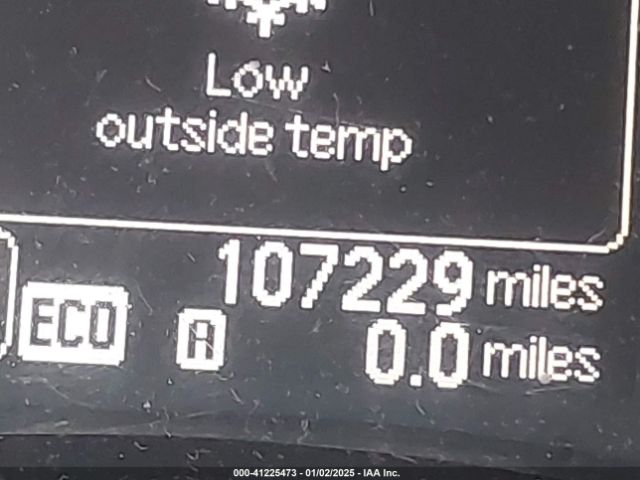 Low
outside temp
107229 miles
ECO A 0.0 miles
000-41225473 - 01/02/2025 - IAA Inc.